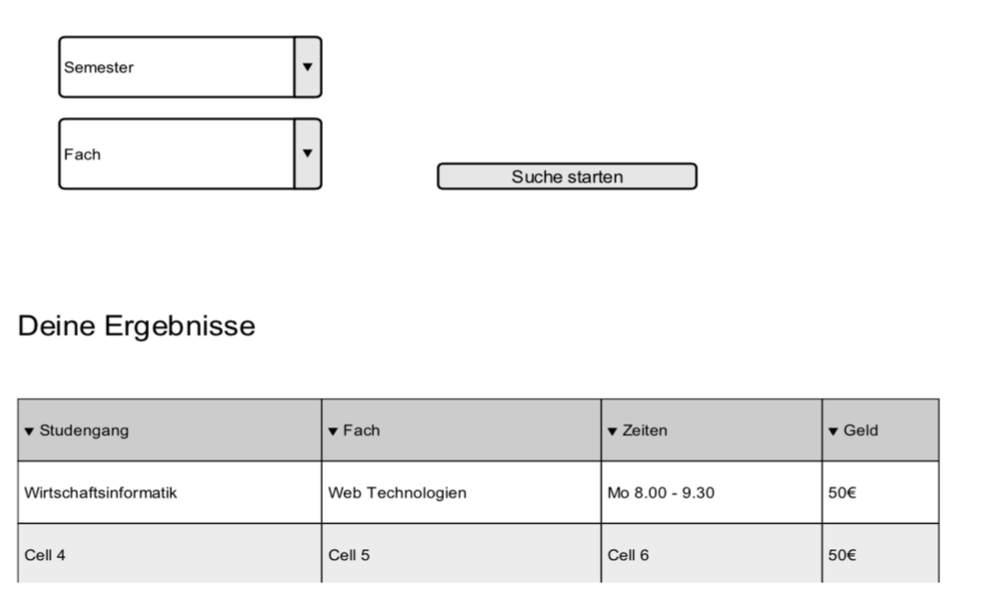 Semester
Fach
Suche starten
Deine Ergebnisse
Studengang Fach Zeiten Geld
Wirtschaftsinformatik Web Technologien Mo 8.00 - 9.30 50€
Cell 4 Cell 5 Cell 6 50€